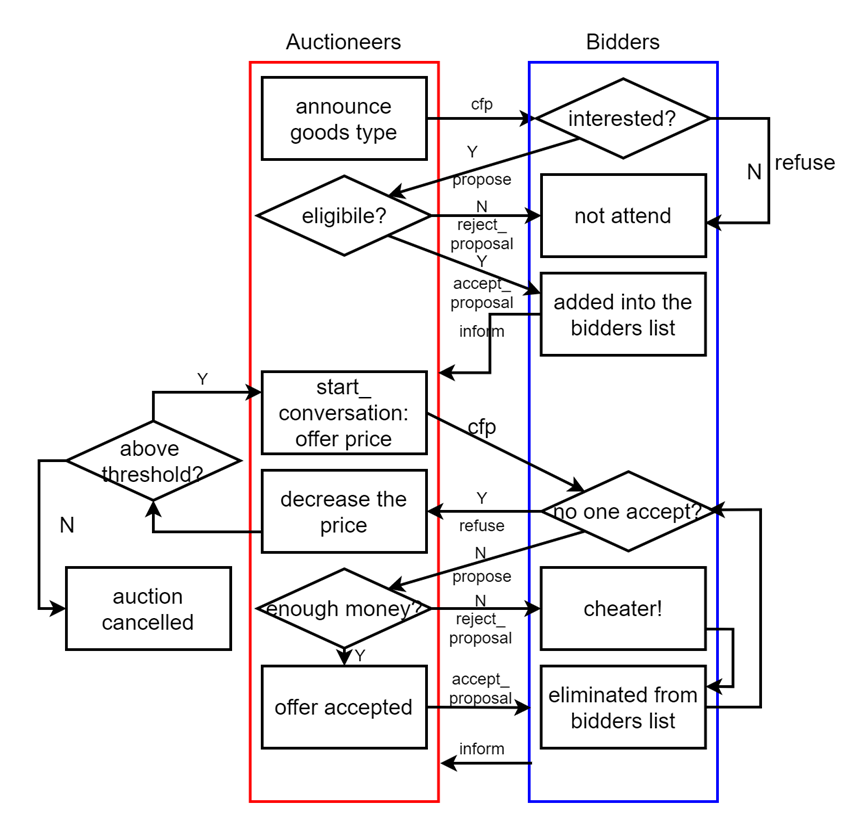 Auctioneers
Bidders
announce
goods type
cfp
interested?
Y
propose
N
refuse
eligibile?
N
reject_
proposal
not attend
Y
accept_
proposal
added into the
bidders list
inform
Y
start_
conversation:
offer price
cfp
above
threshold?
decrease the
price
Y
refuse
no one accept?
N
N
propose
auction
cancelled
enough money?
N
reject_
proposal
cheater!
Y
offer accepted
accept_
proposal
eliminated from
bidders list
inform